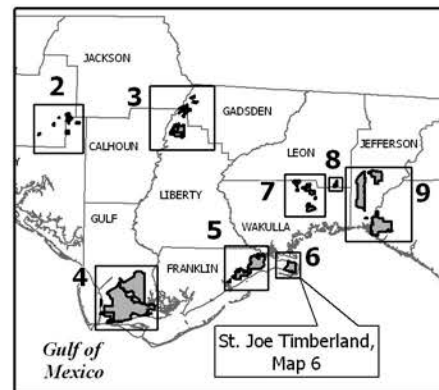 JACKSON
2
3
GADSDEN
CALHOUN
LEON
JEFFERSON
8
7
9
LIBERTY
GULF
WAKULLA
5
FRANKLIN
6
4
St. Joe Timberland,
Map 6
Gulf of
Mexico